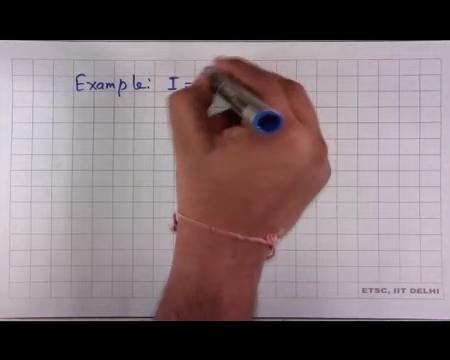 Example: I =
ETSC, IIT DELHI